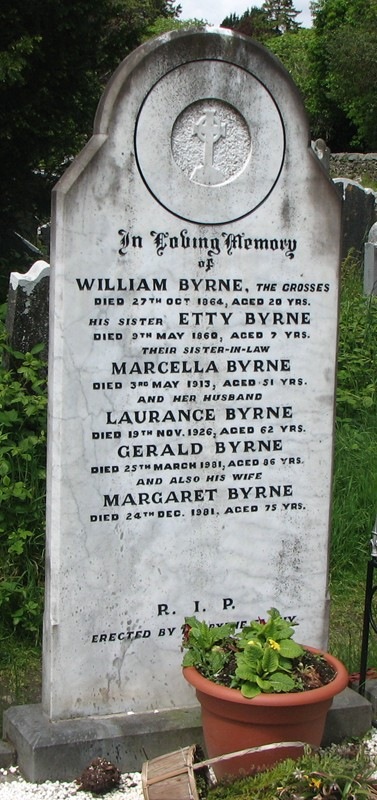 In Loving Memory
of
WILLIAM BYRNE, THE CROSSES
DIED 27TH OCT 1864, AGED 20 YRS.
HIS SISTER ETTY BYRNE
DIED 9TH MAY 1860, AGED 7 YRS.
THEIR SISTER-IN-LAW
MARCELLA BYRNE
DIED 3RD MAY 1913, AGED 51 YRS.
AND HER HUSBAND
LAURANCE BYRNE
DIED 19TH NOV. 1926, AGED 62 YRS.
GERALD BYRNE
DIED 25TH MARCH 1981, AGED 86 YRS.
AND ALSO HIS WIFE
MARGARET BYRNE
DIED 24TH DEC. 1981. AGED 75 YRS.
R. I. P.
ERECTED BY BYRNE